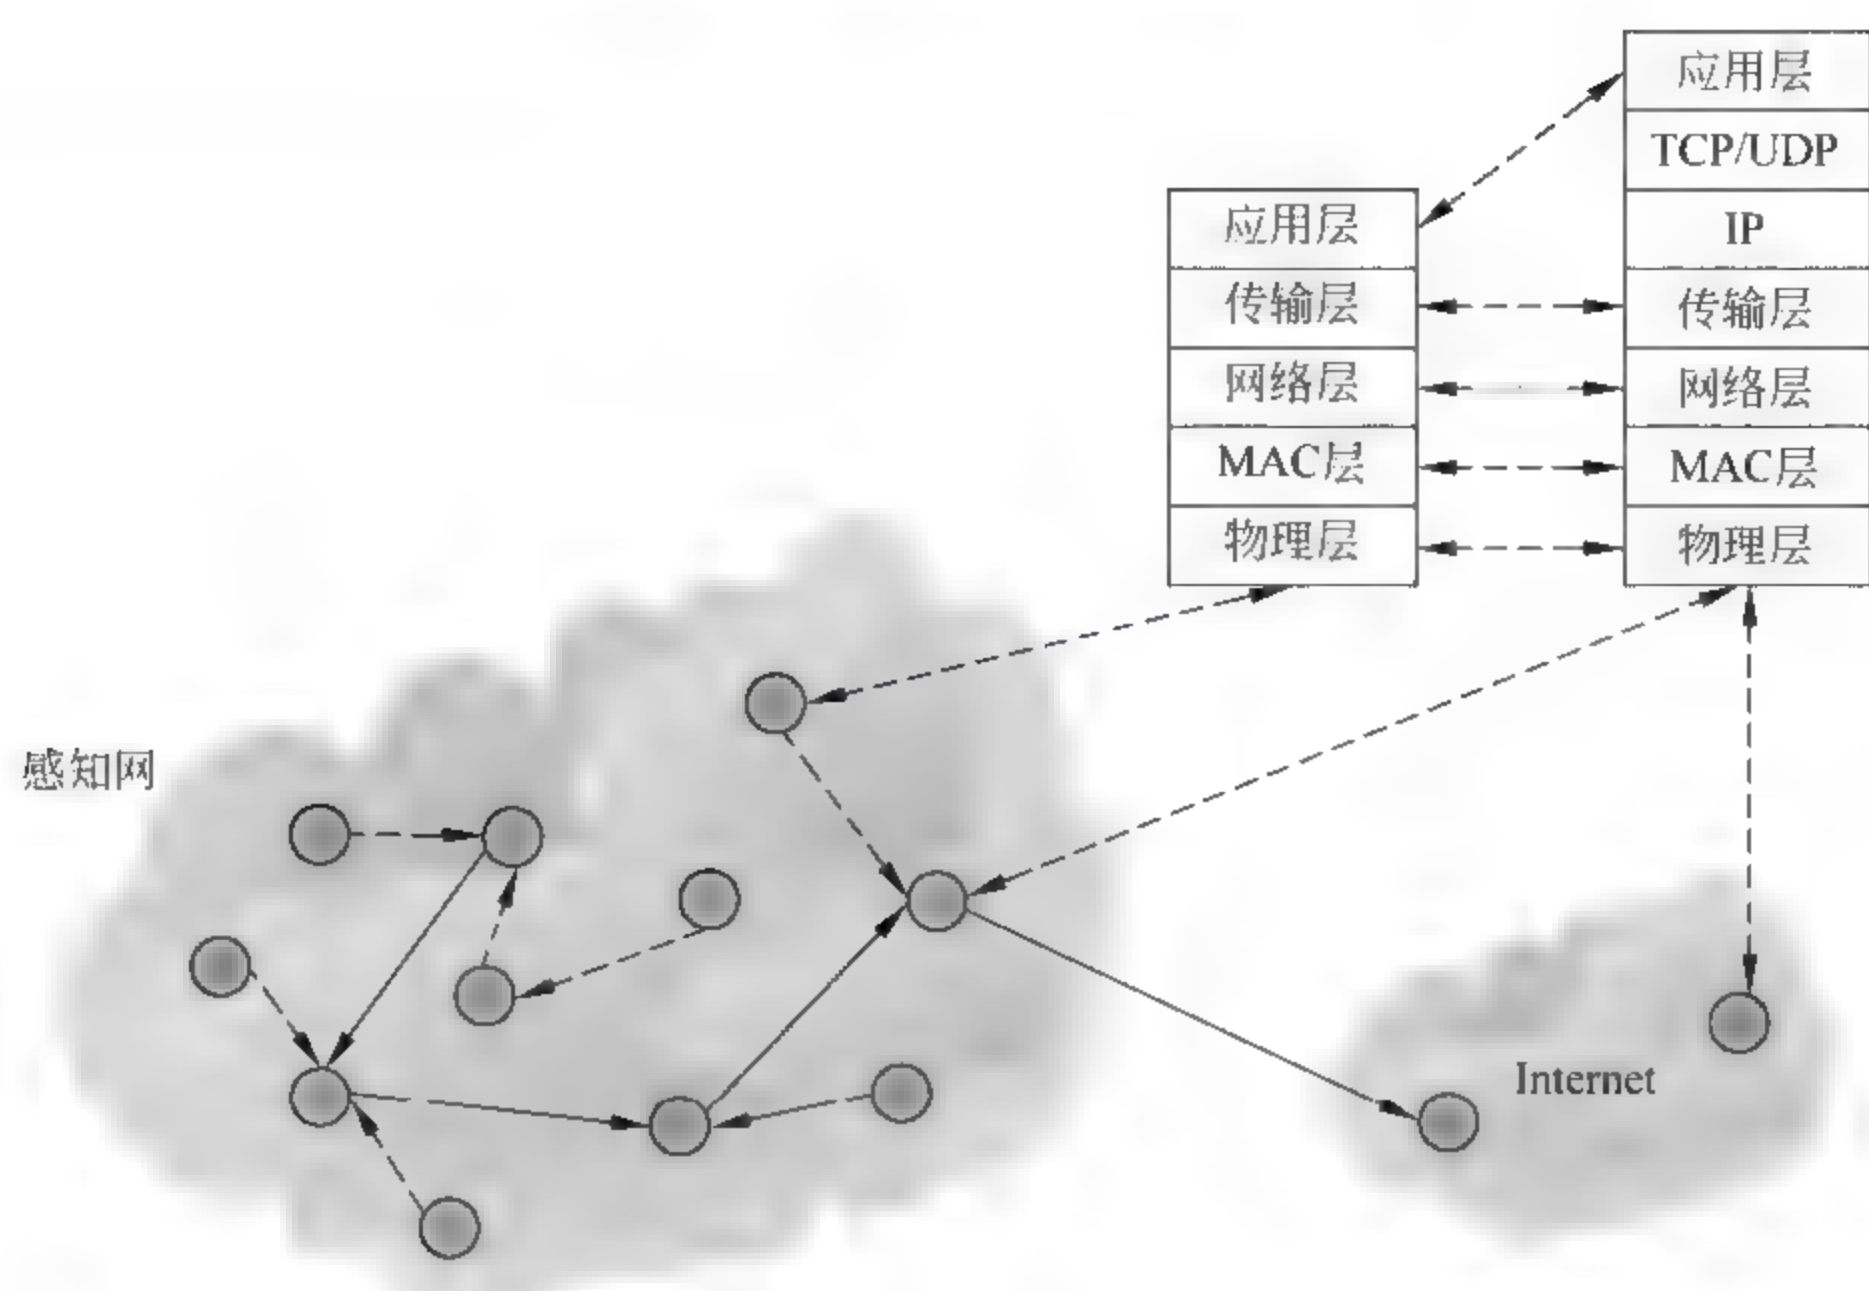 应用层
TCP/UDP
IP
传输层
网络层
MAC层
物理层
应用层
传输层
网络层
MAC层
物理层
感知网
Internet